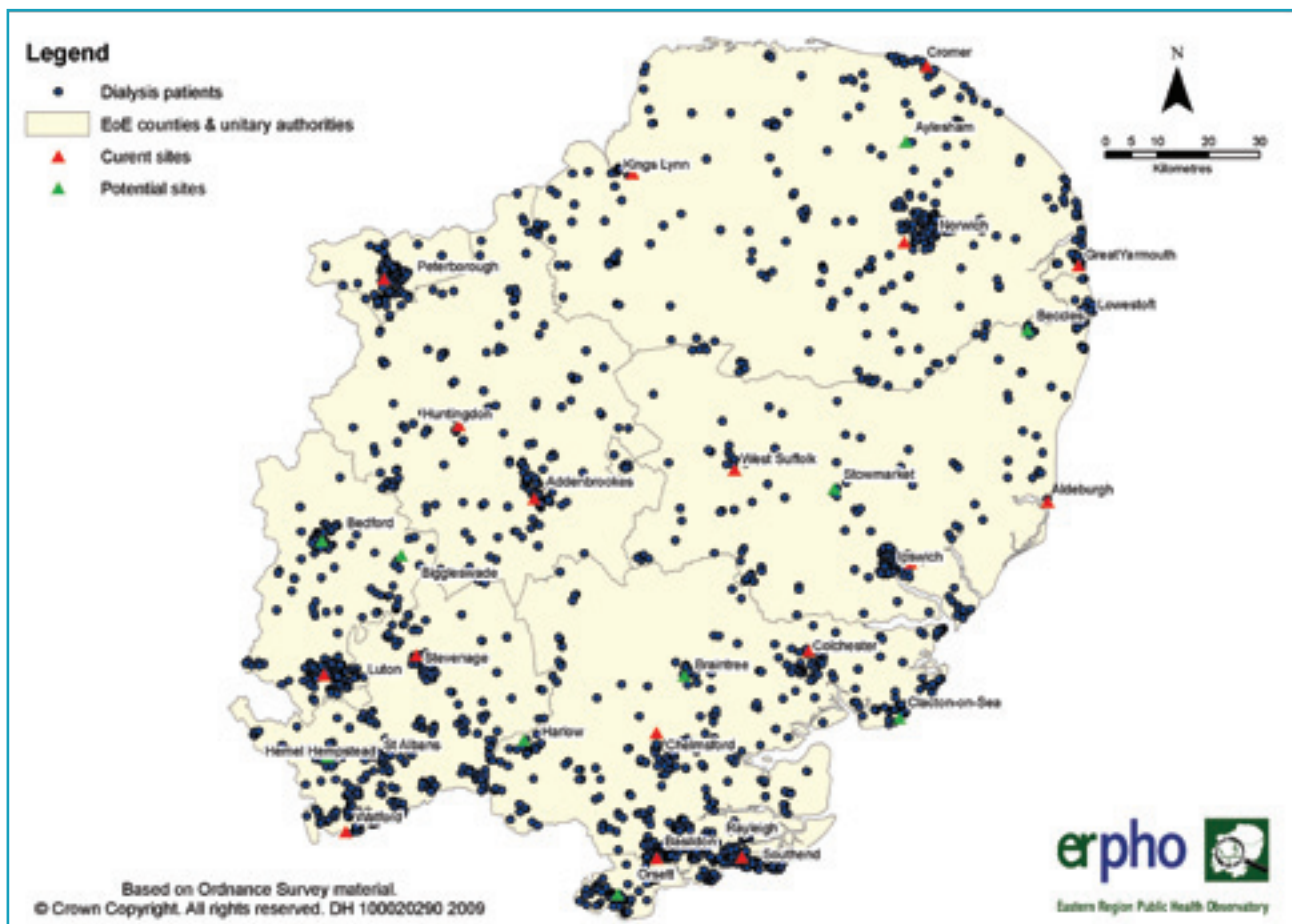 Legend
Dialysis patients
EoE counties & unitary authorities
Curent sites
Potential sites
N
0 5 10 20 30
Kilometres
Cromer
Aylesham
Kings Lynn
Norwich
Peterborough
Great Yarmouth
Lowestoft
Beccles
Huntingdon
West Suffolk
Stowmarket
Addenbrookes
Aldeburgh
Bedford
Ipswich
Biggleswade
Colchester
Stevenage
Luton
Braintree
Clacton-on-Sea
Harlow
St Albans
Hemel Hempstead
Chelmsford
Watford
Rayleigh
Basildon
Southend
Orsett
Based on Ordnance Survey material.
© Crown Copyright. All rights reserved. DH 100020290 2009
erpho
Eastern Region Public Health Observatory